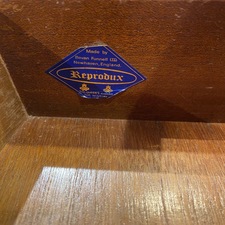 Made by
Bevan Funnell Ltd
Newhaven, England.
Reprodux